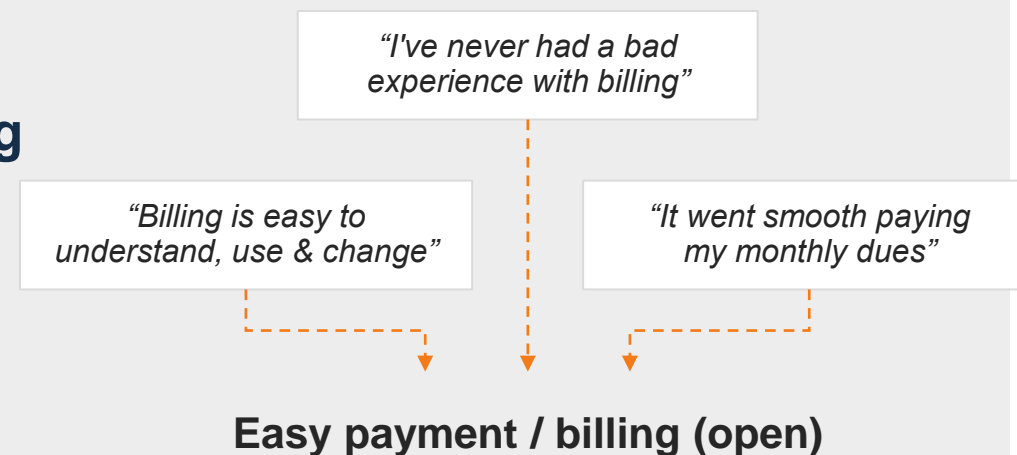 “I've never had a bad
experience with billing”
g
“Billing is easy to
understand, use & change”
“It went smooth paying
my monthly dues”
Easy payment / billing (open)